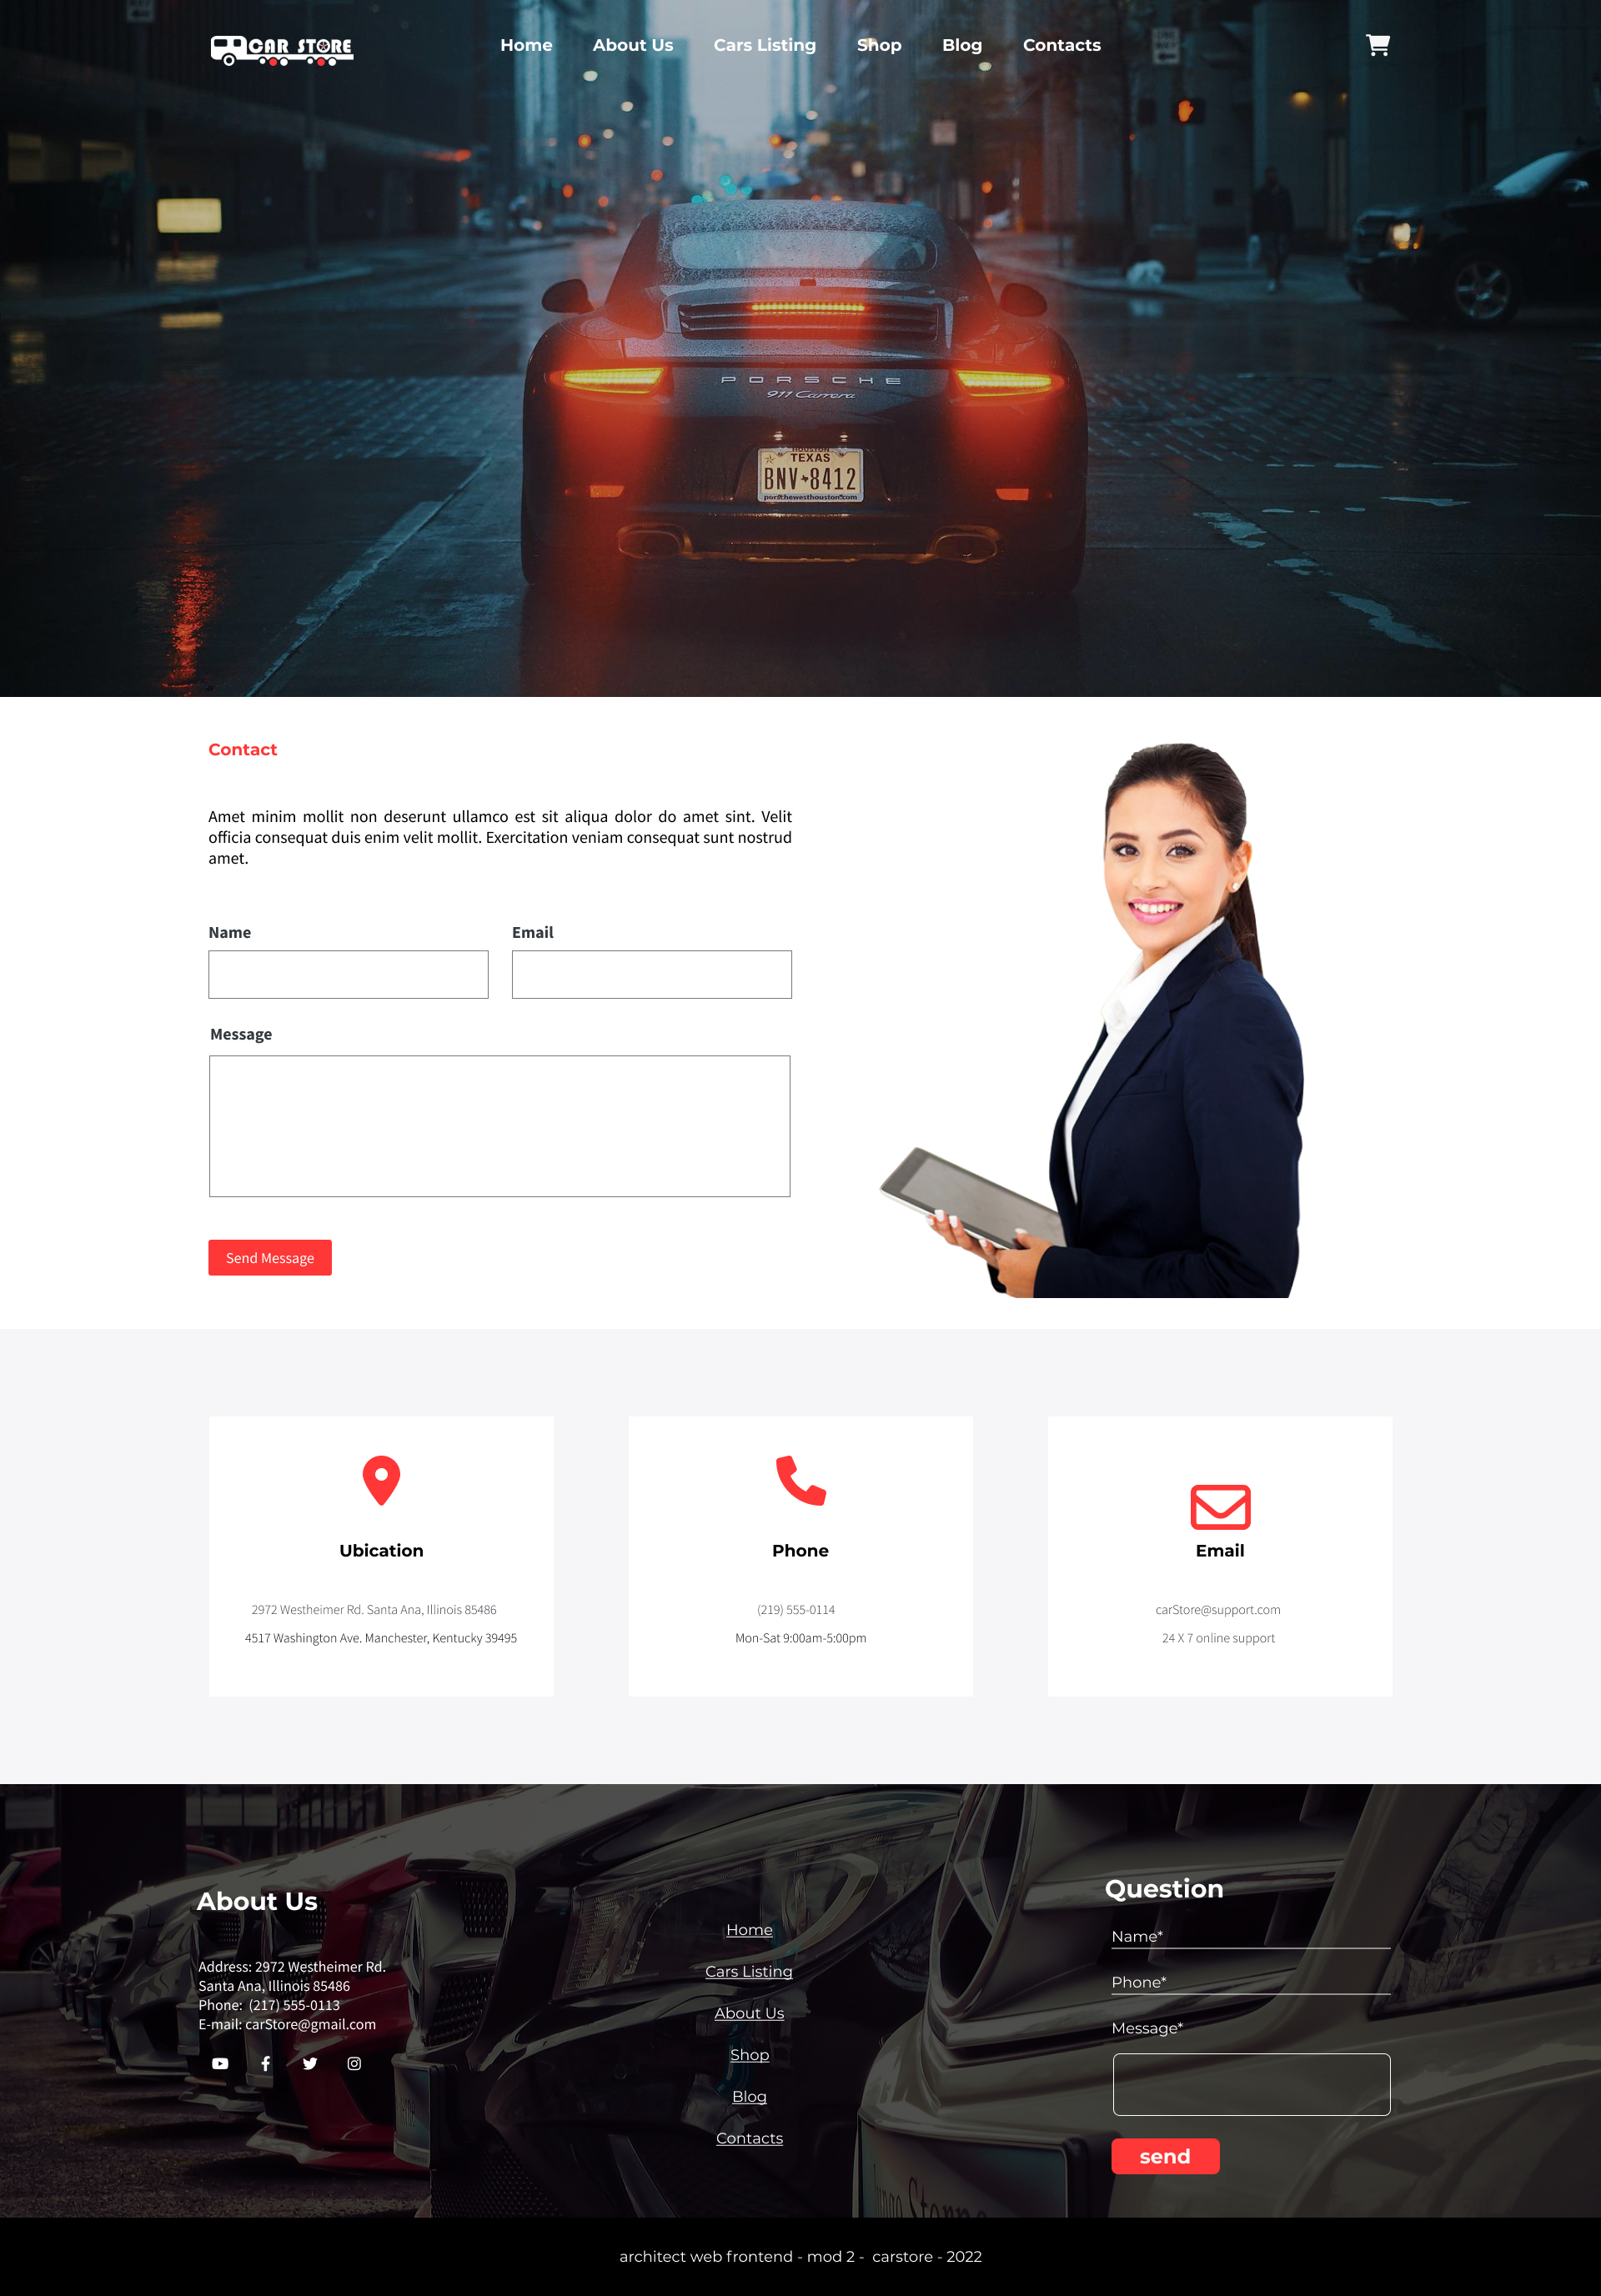 CAR STORE
Home About Us Cars Listing Shop Blog Contacts
PORSCHE
911 Carrera
HOUSTON
TEXAS
BNV 8412
porschewesthouston.com
Contact
Amet minim mollit non deserunt ullamco est sit aliqua dolor do amet sint. Velit
officia consequat duis enim velit mollit. Exercitation veniam consequat sunt nostrud
amet.
Name Email
Message
Send Message
Ubication
2972 Westheimer Rd. Santa Ana, Illinois 85486
4517 Washington Ave. Manchester, Kentucky 39495
Phone
(219) 555-0114
Mon-Sat 9:00am-5:00pm
Email
carStore@support.com
24 X 7 online support
About Us
Address: 2972 Westheimer Rd.
Santa Ana, Illinois 85486
Phone: (217) 555-0113
E-mail: carStore@gmail.com
Home
Cars Listing
About Us
Shop
Blog
Contacts
Question
Name*
Phone*
Message*
send
architect web frontend - mod 2 - carstore - 2022